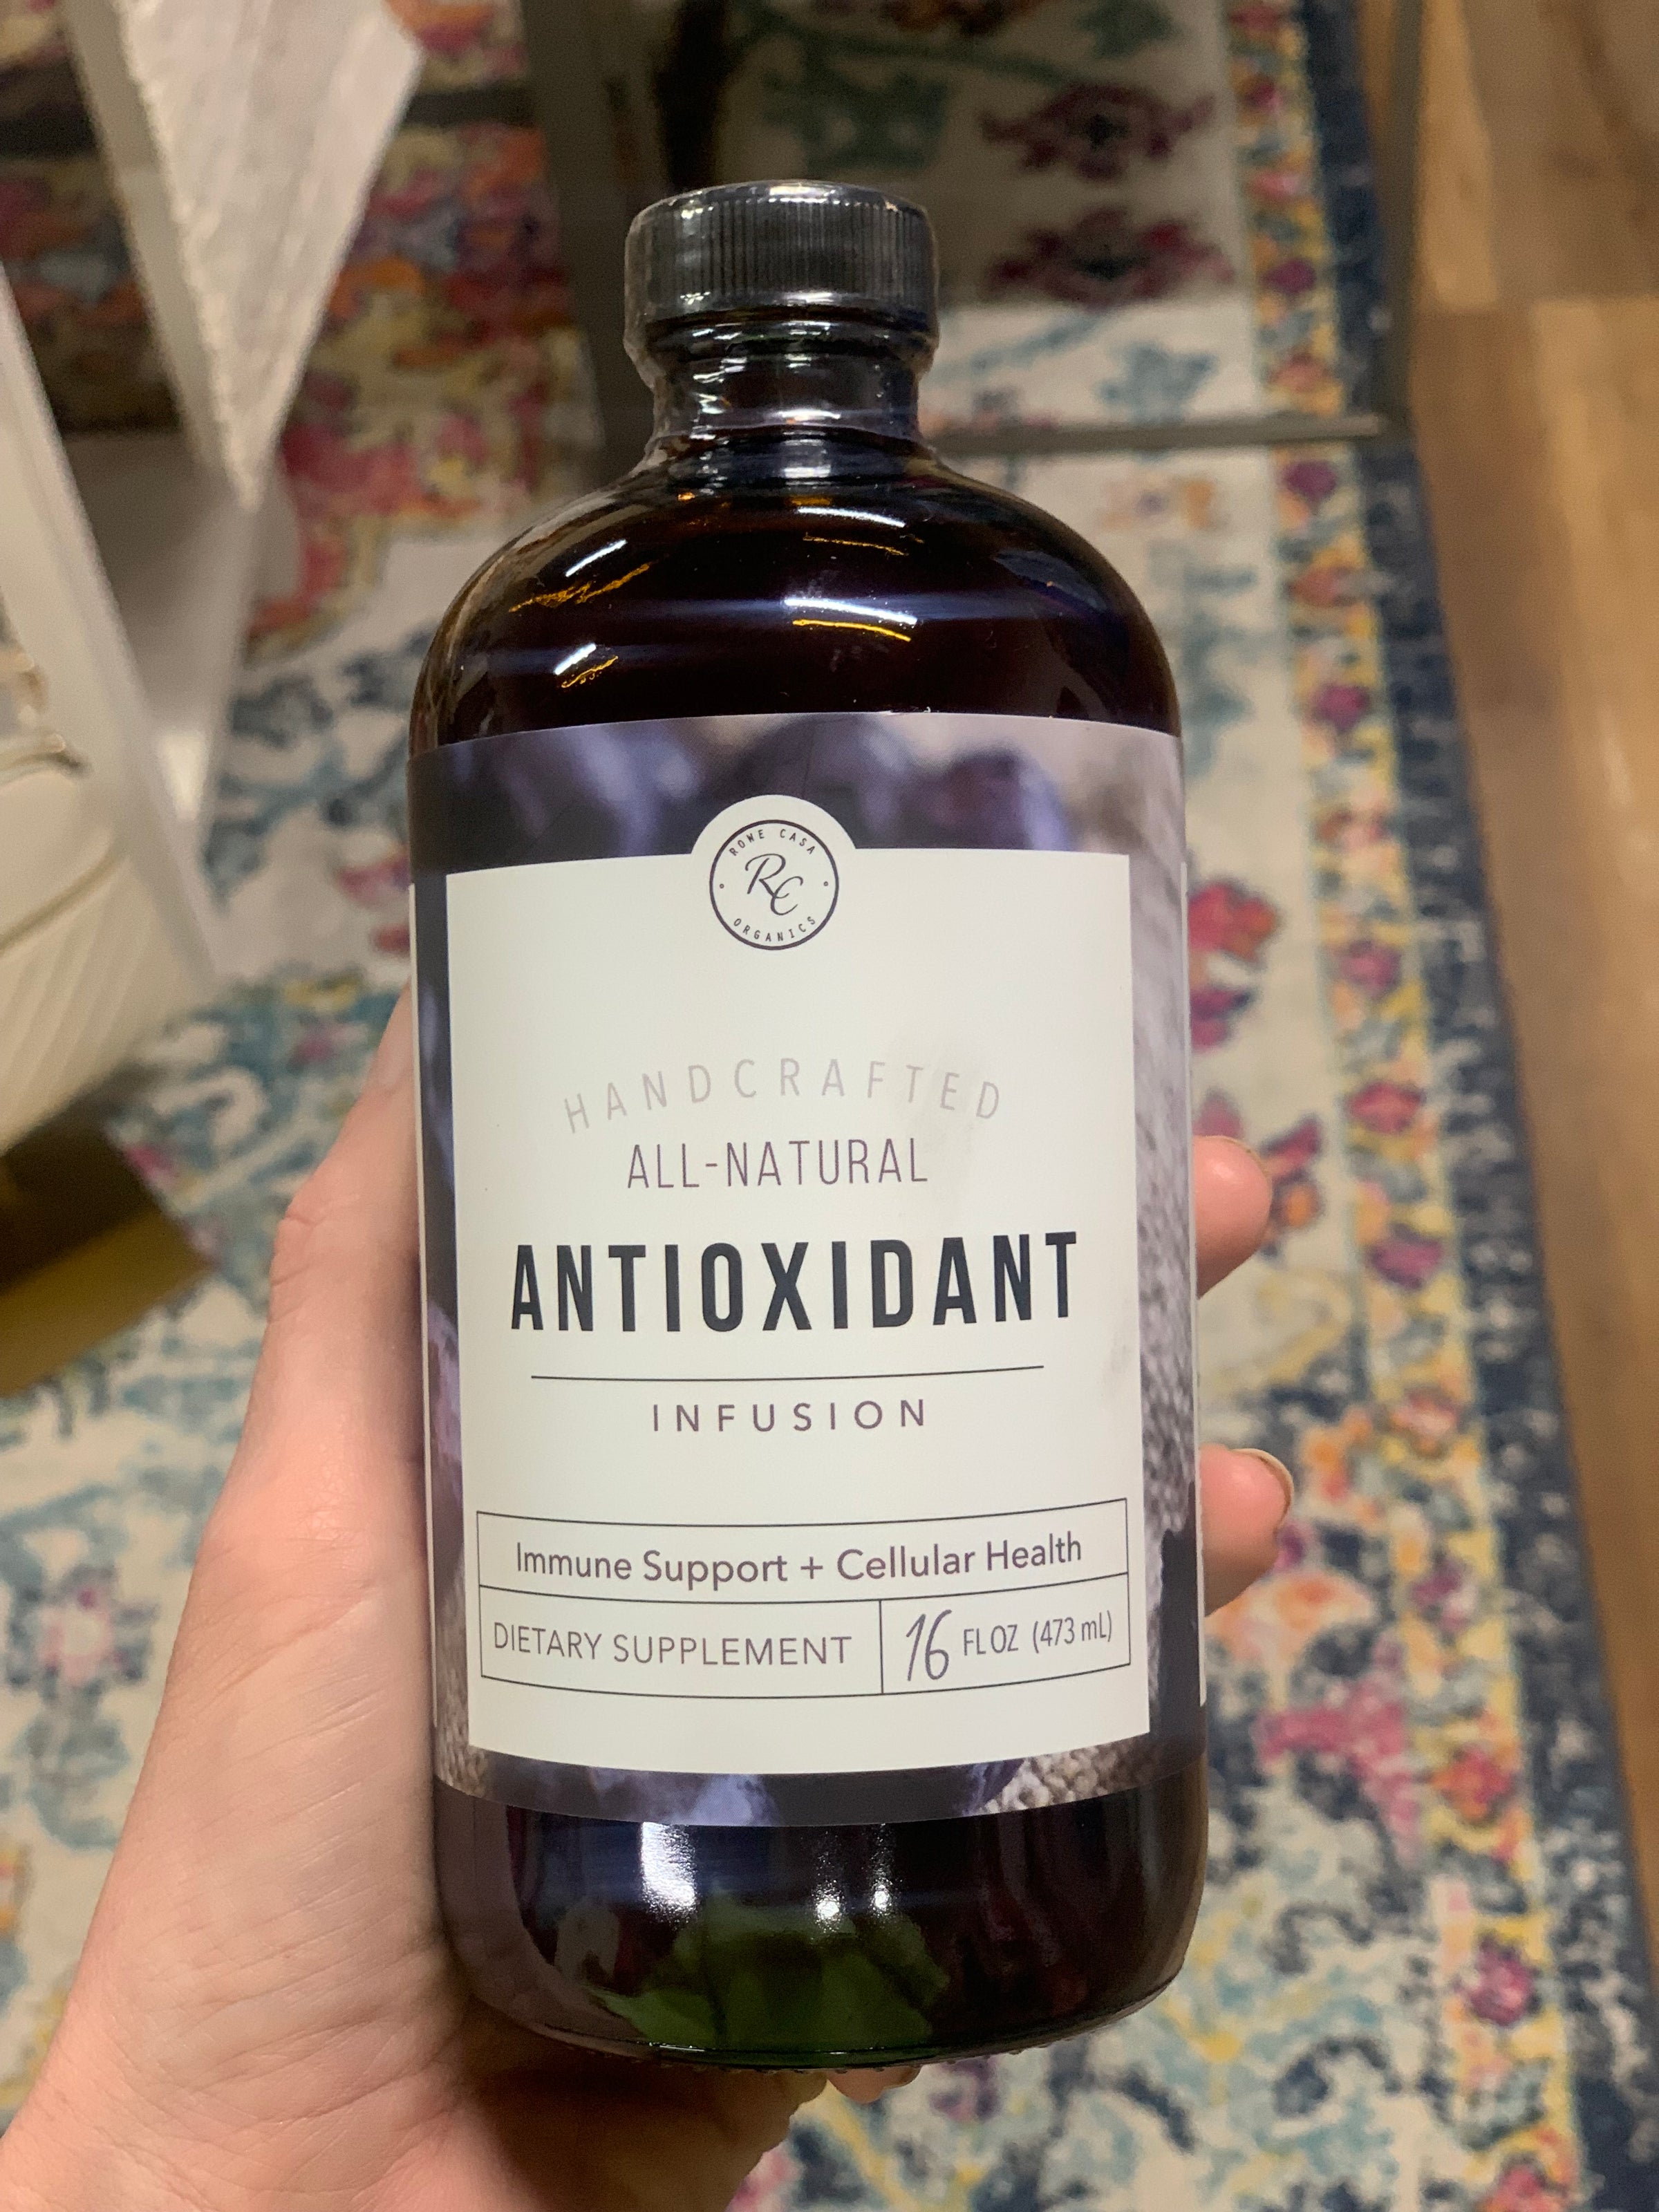 ROWE CASA
RC
ORGANICS
HANDCRAFTED
ALL-NATURAL
ANTIOXIDANT
INFUSION
Immune Support + Cellular Health
DIETARY SUPPLEMENT
16 FL OZ (473 mL)